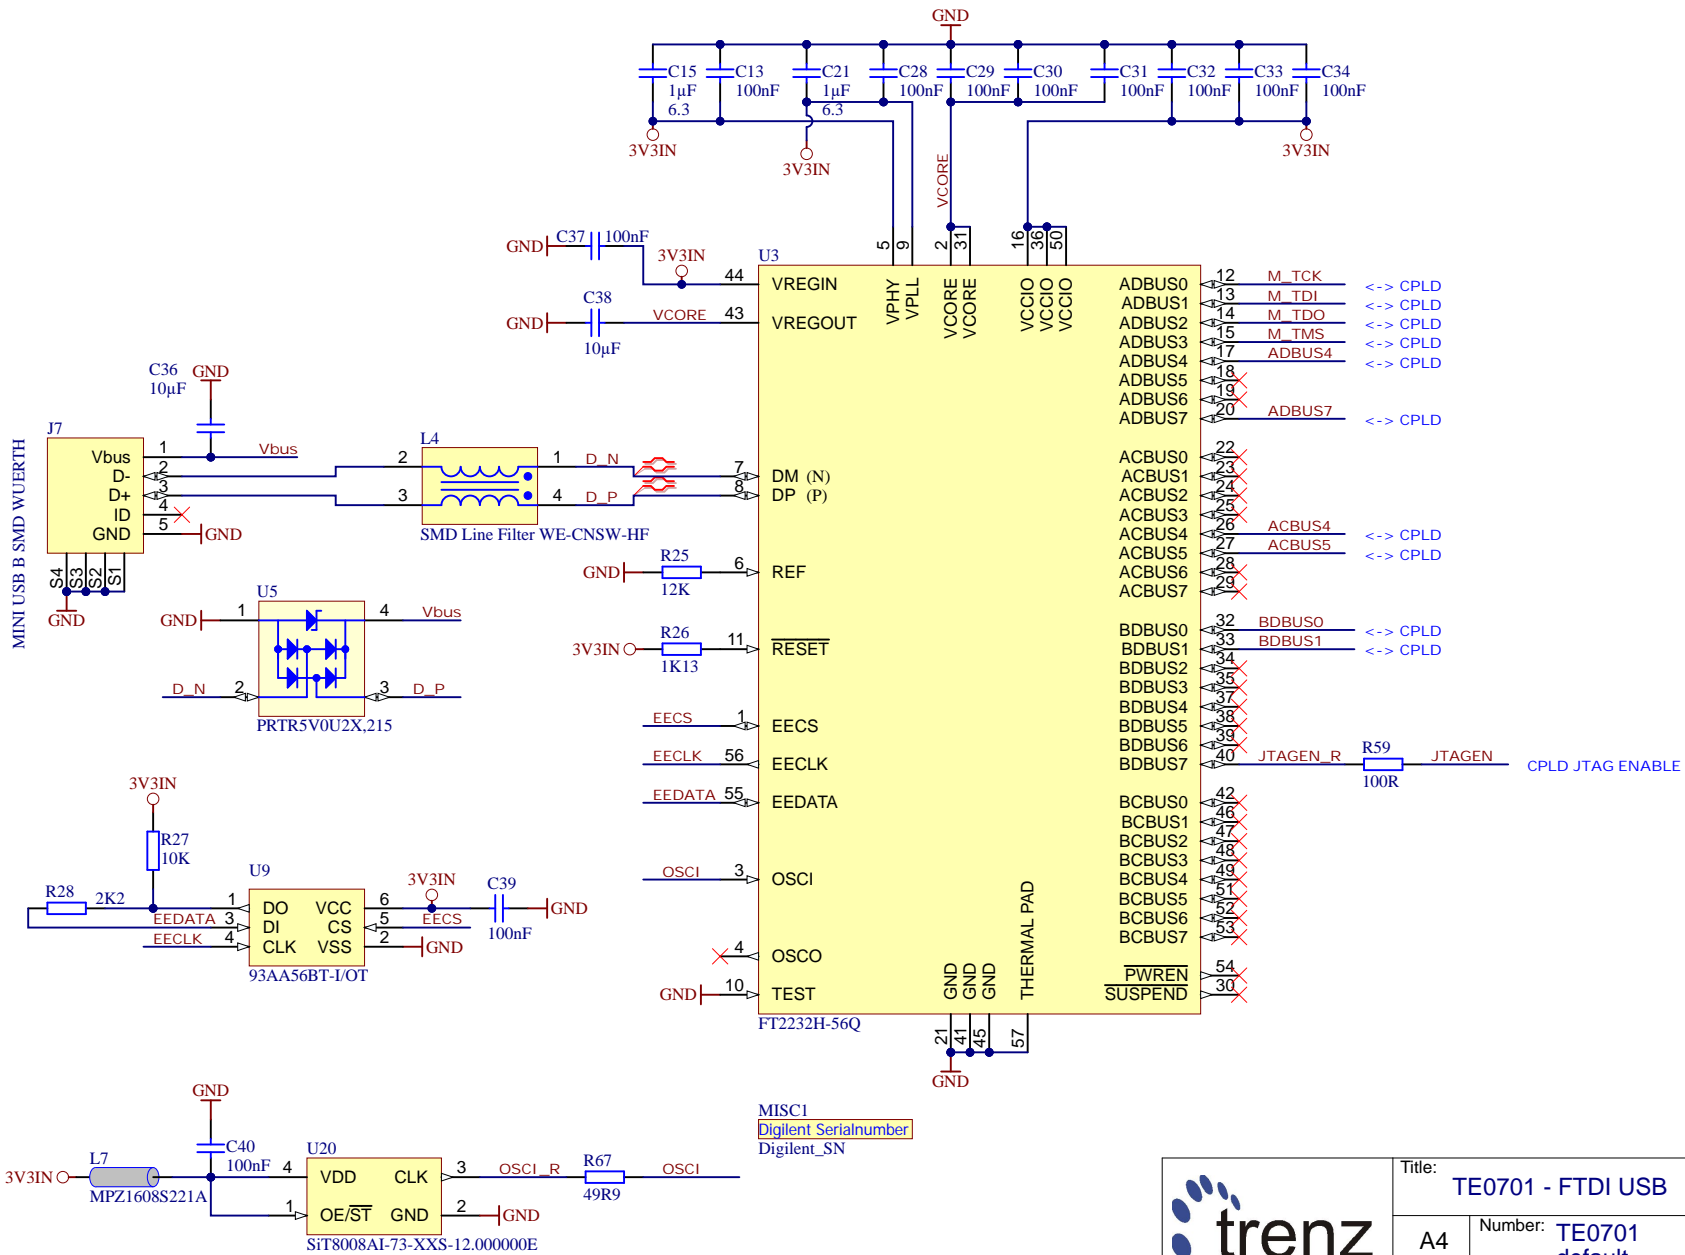 GND
C15
1µF
6.3
C13
100nF
C21
1µF
6.3
C28
100nF
C29
100nF
C30
100nF
C31
100nF
C32
100nF
C33
100nF
C34
100nF
3V3IN
3V3IN
3V3IN
VCORE
GND
C37
100nF
3V3IN
C38
GND
10µF
VCORE
U3
44
VREGIN
43
VREGOUT
5
VPHY
9
VPLL
2
VCORE
31
VCORE
16
VCCIO
36
VCCIO
50
VCCIO
ADBUS0 12 M_TCK <-> CPLD
ADBUS1 13 M_TDI <-> CPLD
ADBUS2 14 M_TDO <-> CPLD
ADBUS3 15 M_TMS <-> CPLD
ADBUS4 17 ADBUS4 <-> CPLD
ADBUS5 18
ADBUS6 19
ADBUS7 20 ADBUS7 <-> CPLD
ACBUS0 22
ACBUS1 23
ACBUS2 24
ACBUS3 25
ACBUS4 26 ACBUS4 <-> CPLD
ACBUS5 27 ACBUS5 <-> CPLD
ACBUS6 28
ACBUS7 29
BDBUS0 32 BDBUS0 <-> CPLD
BDBUS1 33 BDBUS1 <-> CPLD
BDBUS2 34
BDBUS3 35
BDBUS4 37
BDBUS5 38
BDBUS6 39
BDBUS7 40 JTAGEN_R R59 JTAGEN CPLD JTAG ENABLE
100R
BCBUS0 42
BCBUS1 46
BCBUS2 47
BCBUS3 48
BCBUS4 49
BCBUS5 51
BCBUS6 52
BCBUS7 53
PWREN 54
SUSPEND 30
C36
10µF
GND
J7
MINI USB B SMD WUERTH
Vbus 1 Vbus
D- 2
D+ 3
ID 4
GND 5 GND
S4
S3
S2
S1
GND
L4
2 1 D_N
3 4 D_P
SMD Line Filter WE-CNSW-HF
7 DM (N)
8 DP (P)
GND R25 6 REF
12K
3V3IN R26 11 RESET
1K13
U5
GND 1 4 Vbus
D_N 2 3 D_P
PRTR5V0U2X,215
EECS 1 EECS
EECLK 56 EECLK
EEDATA 55 EEDATA
OSCI 3 OSCI
4 OSCO
GND 10 TEST
GND
GND
GND
THERMAL PAD
21
41
45
57
GND
FT2232H-56Q
3V3IN
R27
10K
R28 2K2
U9
1 DO
EEDATA 3 DI
EECLK 4 CLK
VCC 6
CS 5 EECS
VSS 2 GND
93AA56BT-I/OT
3V3IN
C39
100nF
GND
GND
C40
100nF
L7
3V3IN
MPZ1608S221A
U20
4 VDD
1 OE/ST
CLK 3 OSCI_R R67 OSCI
49R9
GND 2 GND
SiT8008AI-73-XXS-12.000000E
MISC1
Digilent Serialnumber
Digilent_SN
trenz
Title:
TE0701 - FTDI USB
A4
Number: TE0701
default